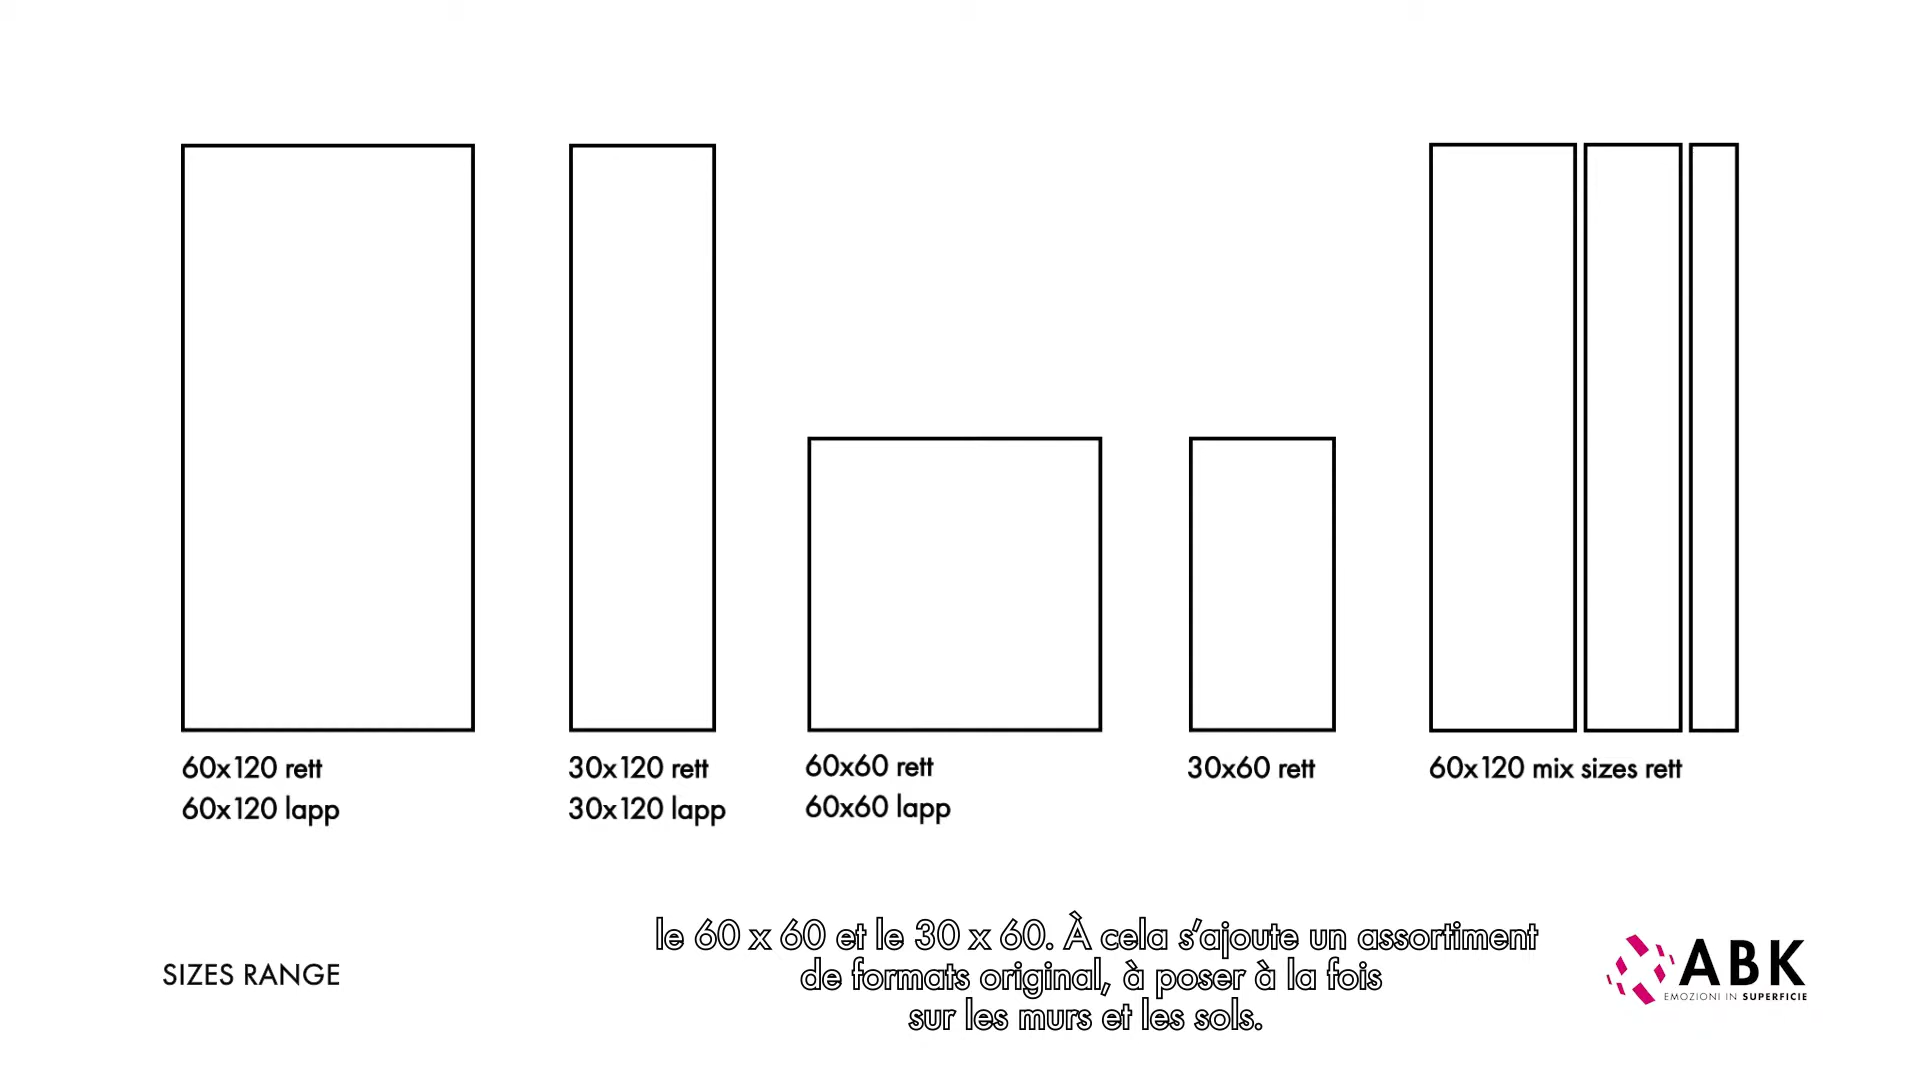 60x120 rett
60x120 lapp
30x120 rett
30x120 lapp
60x60 rett
60x60 lapp
30x60 rett
60x120 mix sizes rett
le 60 x 60 et le 30 x 60. À cela s’ajoute un assortiment
de formats original, à poser à la fois
sur les murs et les sols.
SIZES RANGE
ABK
EMOZIONI IN SUPERFICIE